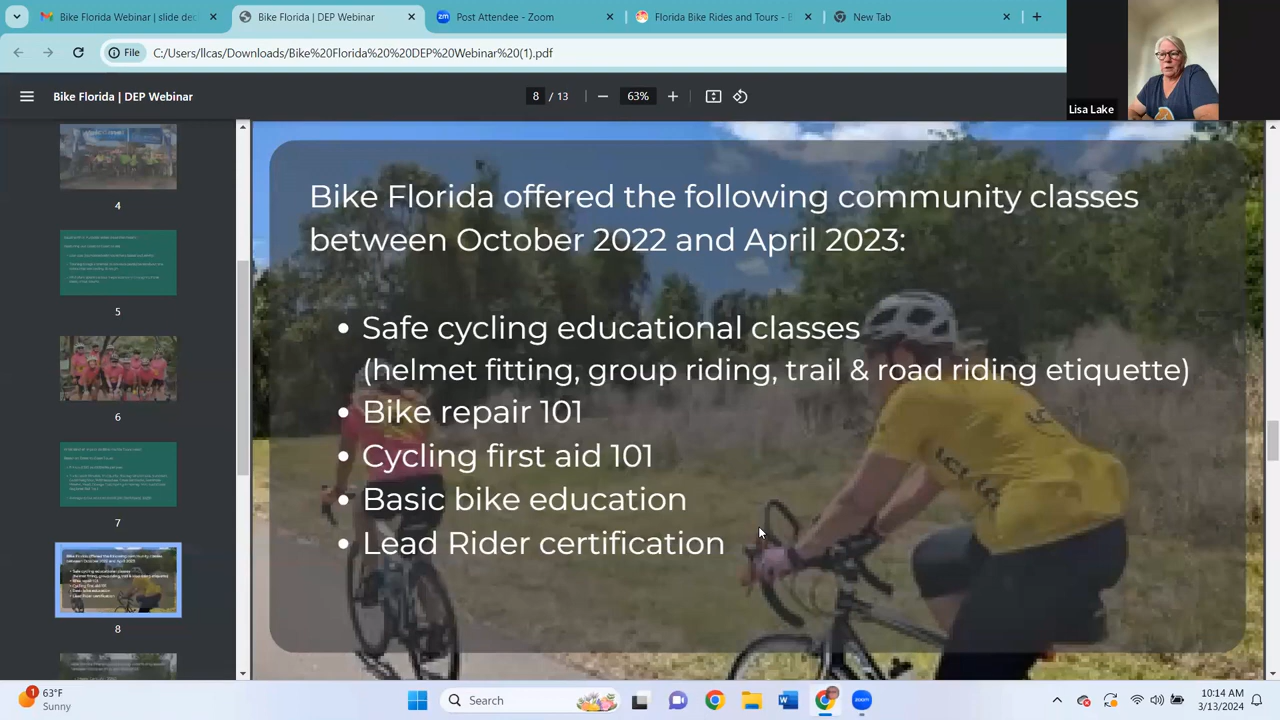 Bike Florida Webinar | slide dec
Bike Florida | DEP Webinar
Post Attendee - Zoom
Florida Bike Rides and Tours - B
New Tab
File
C:/Users/llcas/Downloads/Bike%20Florida%20%20DEP%20Webinar%20(1).pdf
Bike Florida | DEP Webinar
8 / 13
63%
Lisa Lake
4
5
6
7
8
Bike Florida offered the following community classes
between October 2022 and April 2023:
• Safe cycling educational classes
(helmet fitting, group riding, trail & road riding etiquette)
• Bike repair 101
• Cycling first aid 101
• Basic bike education
• Lead Rider certification
1
63°F
Sunny
Search
zoom
10:14 AM
3/13/2024